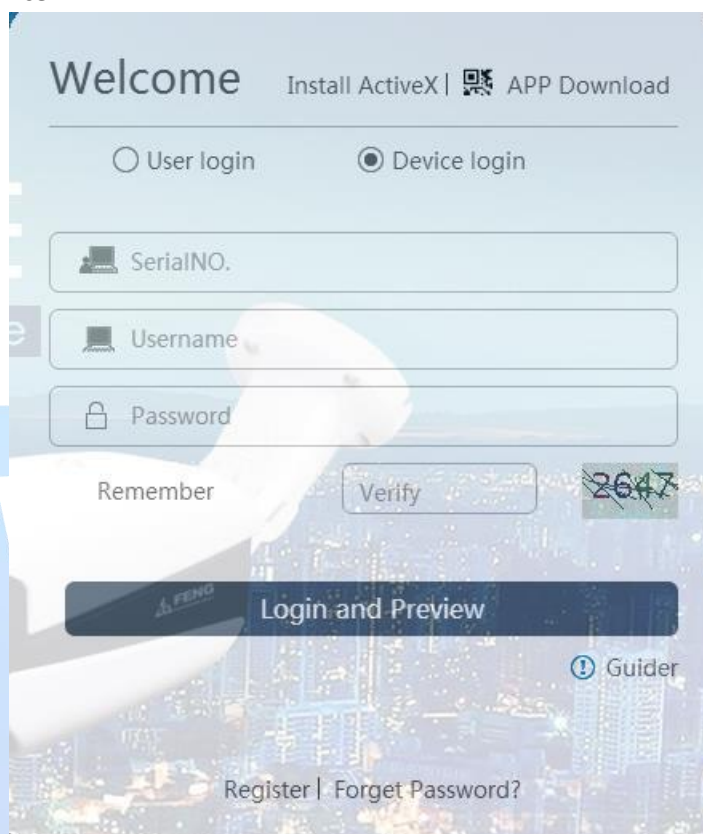 Welcome Install ActiveX | APP Download
User login Device login
SerialNO.
e
Username
Password
Remember Verify 2647
FENG
Login and Preview
Guider
Register | Forget Password?